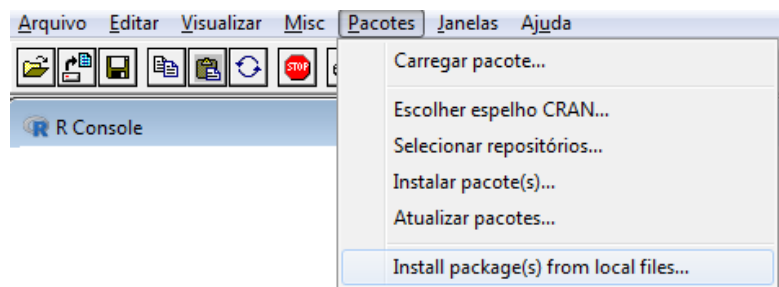 Arquivo Editar Visualizar Misc Pacotes Janelas Ajuda
STOP
R Console
Carregar pacote...
Escolher espelho CRAN...
Selecionar repositórios...
Instalar pacote(s)...
Atualizar pacotes...
Install package(s) from local files...